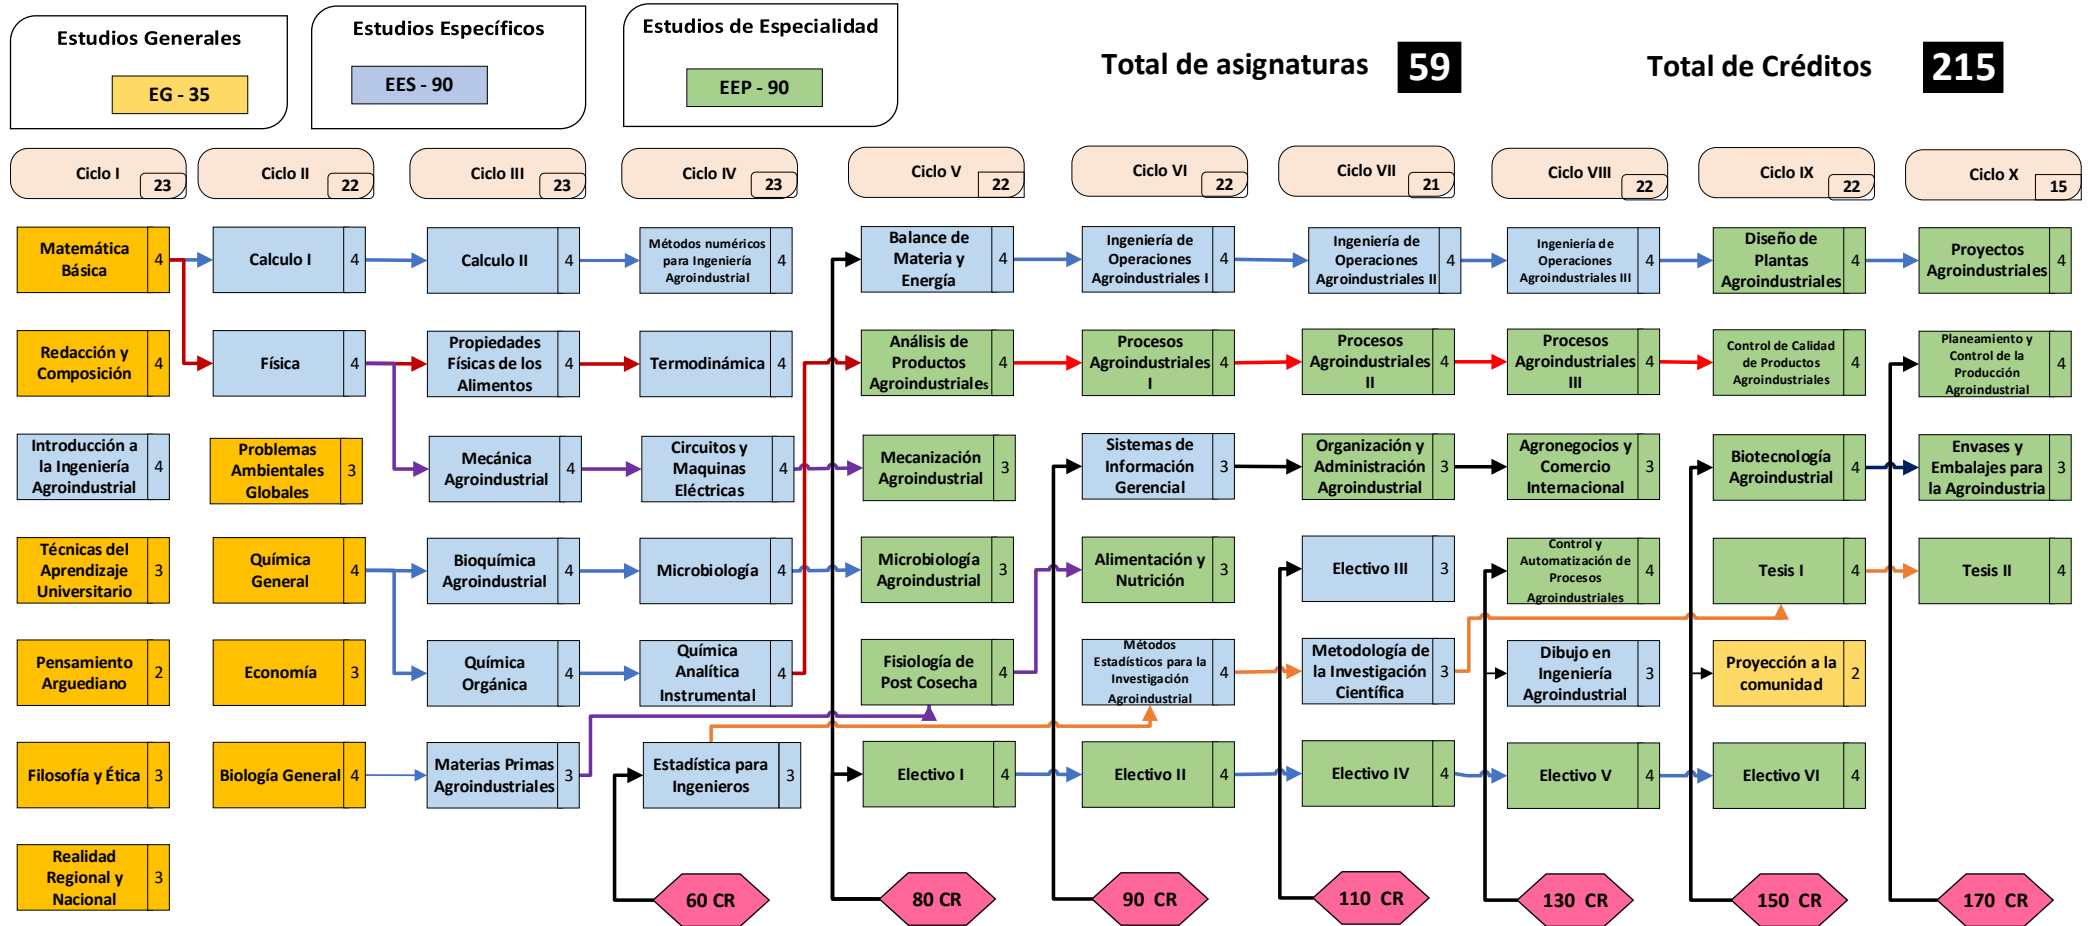 Estudios Generales
EG - 35
Estudios Específicos
EES - 90
Estudios de Especialidad
EEP - 90
Total de asignaturas
59
Total de Créditos
215
Ciclo I
23
Ciclo II
22
Ciclo III
23
Ciclo IV
23
Ciclo V
22
Ciclo VI
22
Ciclo VII
21
Ciclo VIII
22
Ciclo IX
22
Ciclo X
15
Matemática
Básica
4
Calculo I
4
Calculo II
4
Métodos numéricos
para Ingeniería
Agroindustrial
4
Balance de
Materia y
Energía
4
Ingeniería de
Operaciones
Agroindustriales I
4
Ingeniería de
Operaciones
Agroindustriales II
4
Ingeniería de
Operaciones
Agroindustriales III
4
Diseño de
Plantas
Agroindustriales
4
Proyectos
Agroindustriales
4
Redacción y
Composición
4
Física
4
Propiedades
Físicas de los
Alimentos
4
Termodinámica
4
Análisis de
Productos
Agroindustriales
4
Procesos
Agroindustriales
I
4
Procesos
Agroindustriales
II
4
Procesos
Agroindustriales
III
4
Control de Calidad
de Productos
Agroindustriales
4
Planeamiento y
Control de la
Producción
Agroindustrial
4
Introducción a
la Ingeniería
Agroindustrial
4
Problemas
Ambientales
Globales
3
Mecánica
Agroindustrial
4
Circuitos y
Maquinas
Eléctricas
4
Mecanización
Agroindustrial
3
Sistemas de
Información
Gerencial
3
Organización y
Administración
Agroindustrial
3
Agronegocios y
Comercio
Internacional
3
Biotecnología
Agroindustrial
4
Envases y
Embalajes para
la Agroindustria
3
Técnicas del
Aprendizaje
Universitario
3
Química
General
4
Bioquímica
Agroindustrial
4
Microbiología
4
Microbiología
Agroindustrial
3
Alimentación y
Nutrición
3
Electivo III
3
Control y
Automatización de
Procesos
Agroindustriales
4
Tesis I
4
Tesis II
4
Pensamiento
Arguediano
2
Economía
3
Química
Orgánica
4
Química
Analítica
Instrumental
4
Fisiología de
Post Cosecha
4
Métodos
Estadísticos para la
Investigación
Agroindustrial
4
Metodología de
la Investigación
Científica
3
Dibujo en
Ingeniería
Agroindustrial
3
Proyección a la
comunidad
2
Filosofía y Ética
3
Biología General
4
Materias Primas
Agroindustriales
3
Estadística para
Ingenieros
3
Electivo I
4
Electivo II
4
Electivo IV
4
Electivo V
4
Electivo VI
4
Realidad
Regional y
Nacional
3
60 CR
80 CR
90 CR
110 CR
130 CR
150 CR
170 CR